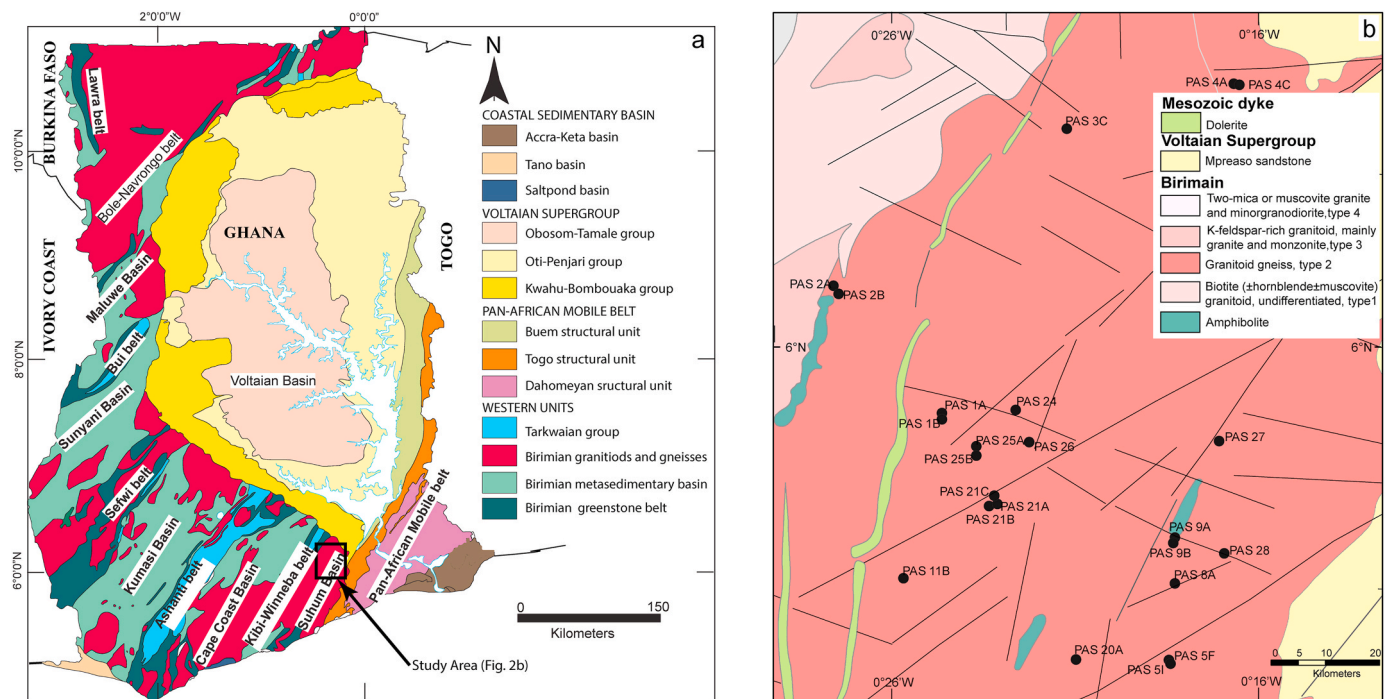 2°0'0"W
0°0'0"
a
N
BURKINA FASO
IVORY COAST
TOGO
GHANA
10°0'0"N
8°0'0"N
6°0'0"N
Lawra belt
Bole-Navrongo belt
Maluwe Basin
Bui belt
Sunyani Basin
Sefwi belt
Kumasi Basin
Ashanti belt
Cape Coast Basin
Kibi-Winneba belt
Suhum Basin
Pan-African Mobile belt
Voltaian Basin
COASTAL SEDIMENTARY BASIN
Accra-Keta basin
Tano basin
Saltpond basin
VOLTAIAN SUPERGROUP
Obosom-Tamale group
Oti-Penjari group
Kwahu-Bombouaka group
PAN-AFRICAN MOBILE BELT
Buem structural unit
Togo structural unit
Dahomeyan sructural unit
WESTERN UNITS
Tarkwaian group
Birimian granitiods and gneisses
Birimian metasedimentary basin
Birimian greenstone belt
0 150
Kilometers
Study Area (Fig. 2b)
0°26'W
0°16'W
b
PAS 4A
PAS 4C
PAS 3C
Mesozoic dyke
Dolerite
Voltaian Supergroup
Mpreaso sandstone
Birimain
Two-mica or muscovite granite
and minorgranodiorite,type 4
K-feldspar-rich granitoid, mainly
granite and monzonite,type 3
Granitoid gneiss, type 2
Biotite (±hornblende±muscovite)
granitoid, undifferentiated, type1
Amphibolite
PAS 2A
PAS 2B
6°N
6°N
PAS 1A
PAS 24
PAS 1B
PAS 25A
PAS 26
PAS 27
PAS 25B
PAS 21C
PAS 21A
PAS 21B
PAS 9A
PAS 9B
PAS 28
PAS 11B
PAS 8A
PAS 20A
PAS 5F
PAS 5I
0 5 10 20
Kilometers
0°26'W
0°16'W